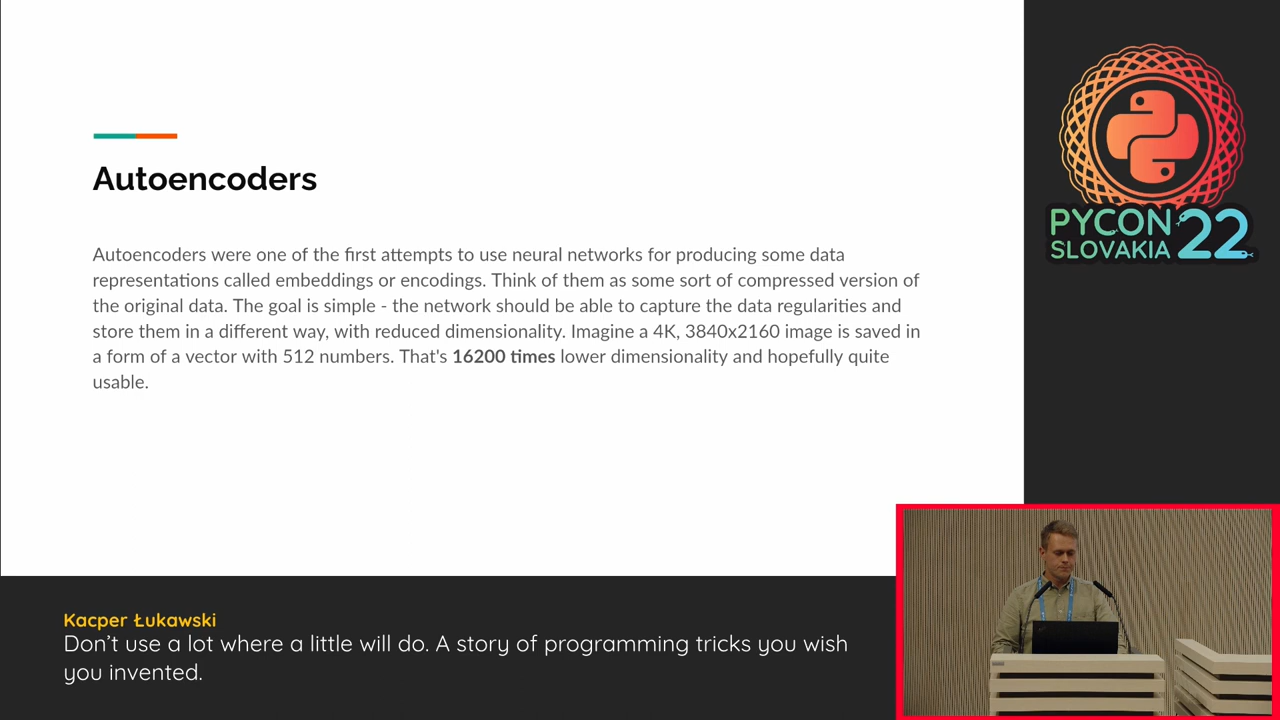 Autoencoders
Autoencoders were one of the first attempts to use neural networks for producing some data
representations called embeddings or encodings. Think of them as some sort of compressed version of
the original data. The goal is simple - the network should be able to capture the data regularities and
store them in a different way, with reduced dimensionality. Imagine a 4K, 3840x2160 image is saved in
a form of a vector with 512 numbers. That's 16200 times lower dimensionality and hopefully quite
usable.
PYCON
SLOVAKIA 22
Kacper Łukawski
Don’t use a lot where a little will do. A story of programming tricks you wish
you invented.